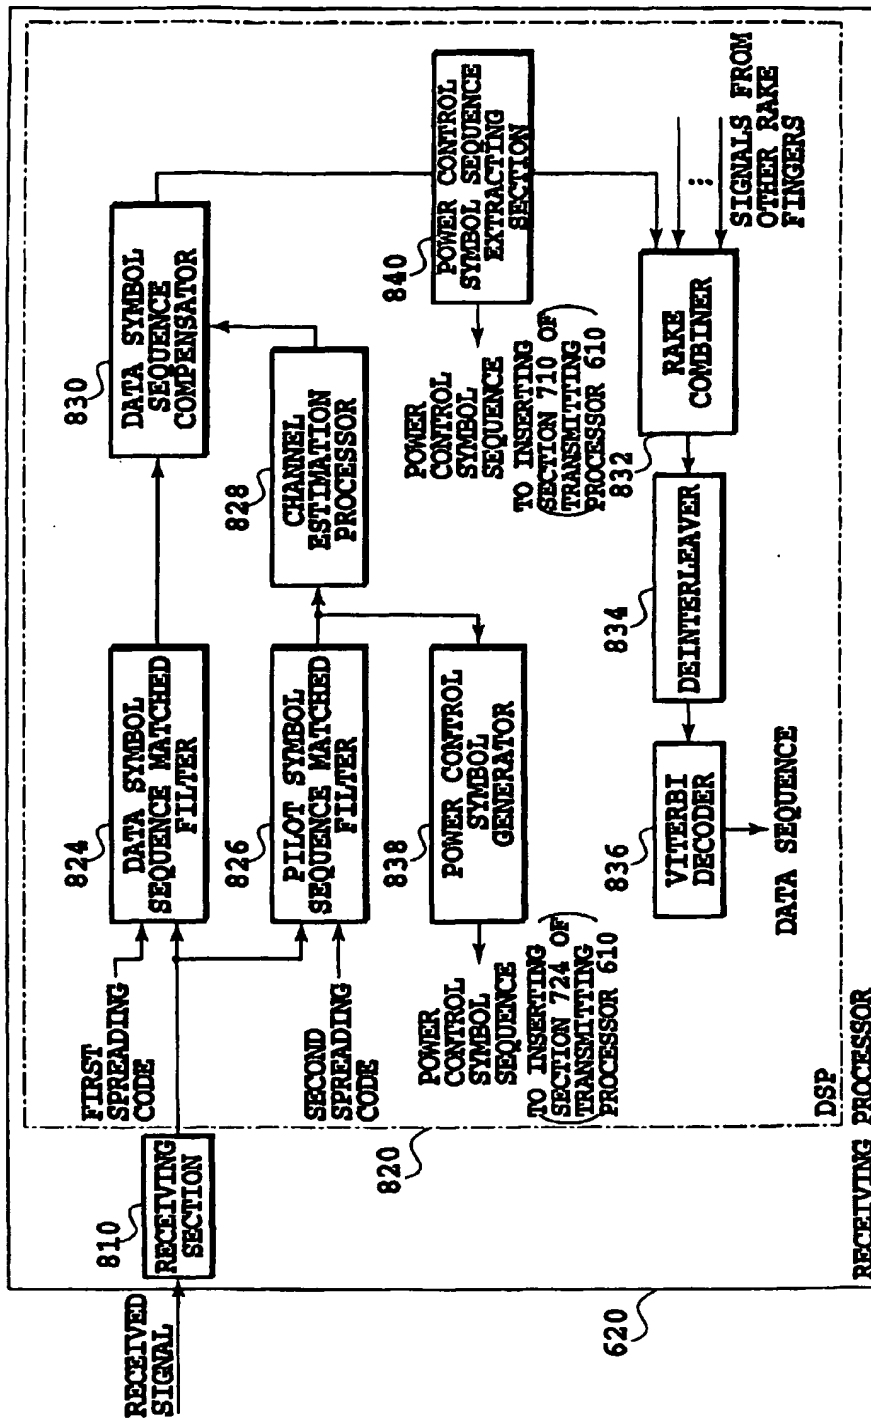 RECEIVED
SIGNAL
620
810
RECEIVING
SECTION
820
FIRST
SPREADING
CODE
SECOND
SPREADING
CODE
824
DATA SYMBOL
SEQUENCE MATCHED
FILTER
826
PILOT SYMBOL
SEQUENCE MATCHED
FILTER
828
CHANNEL
ESTIMATION
PROCESSOR
830
DATA SYMBOL
SEQUENCE
COMPENSATOR
838
POWER CONTROL
SYMBOL
GENERATOR
POWER
CONTROL
SYMBOL
SEQUENCE
TO INSERTING
SECTION 724 OF
TRANSMITTING
PROCESSOR 610
840
POWER CONTROL
SYMBOL SEQUENCE
EXTRACTING
SECTION
POWER
CONTROL
SYMBOL
SEQUENCE
TO INSERTING
SECTION 710 OF
TRANSMITTING
PROCESSOR 610
SIGNALS FROM
OTHER RAKE
FINGERS
832
RAKE
COMBINER
834
DEINTERLEAVER
836
VITERBI
DECODER
DATA SEQUENCE
DSP
RECEIVING PROCESSOR